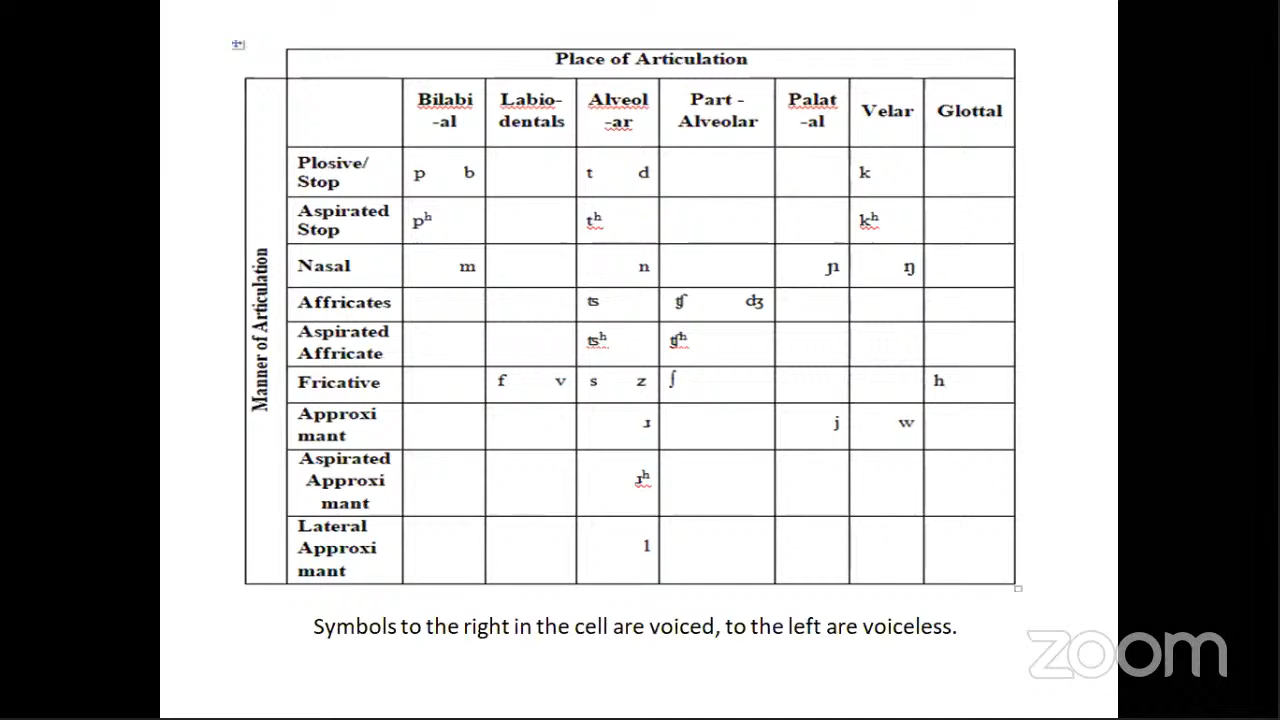 Place of Articulation
Manner of Articulation
Bilabi
-al
Labio-
dentals
Alveol
-ar
Part -
Alveolar
Palat
-al
Velar
Glottal
Plosive/
Stop
p b t d k
Aspirated
Stop
pʰ tʰ kʰ
Nasal
m n ɲ ŋ
Affricates
ʦ ʧ ʤ
Aspirated
Affricate
ʦʰ ʧʰ
Fricative
f v s z ʃ h
Approxi
mant
ɹ j w
Aspirated
Approxi
mant
ɹʰ
Lateral
Approxi
mant
l
Symbols to the right in the cell are voiced, to the left are voiceless.
zoom